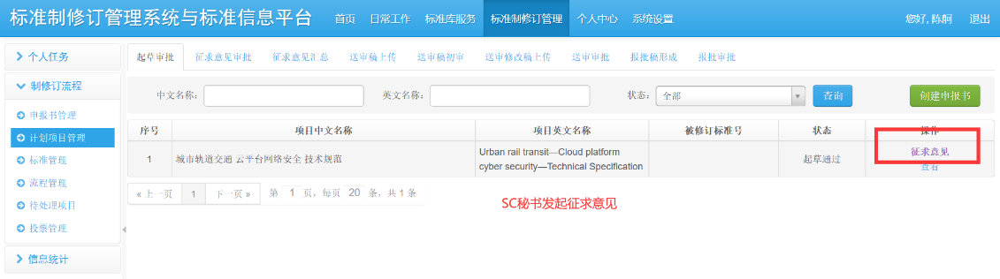 标准制修订管理系统与标准信息平台 首页 日常工作 标准库服务 标准制修订管理 个人中心 系统设置 您好, 陈舸 退出
个人任务
制修订流程
申报书管理
计划项目管理
标准管理
流程管理
待处理项目
投票管理
信息统计
起草审批 征求意见审批 征求意见汇总 送审稿上传 送审稿初审 送审修改稿上传 送审审批 报批稿形成 报批审批
中文名称: 英文名称: 状态: 全部 查询 创建申报书
序号 项目中文名称 项目英文名称 被修订标准号 状态 操作
1 城市轨道交通 云平台网络安全 技术规范 Urban rail transit—Cloud platform cyber security—Technical Specification 起草通过 征求意见
查看
« 上一页 1 下一页 » 第 1 页, 每页 20 条, 共 1 条
SC秘书发起征求意见